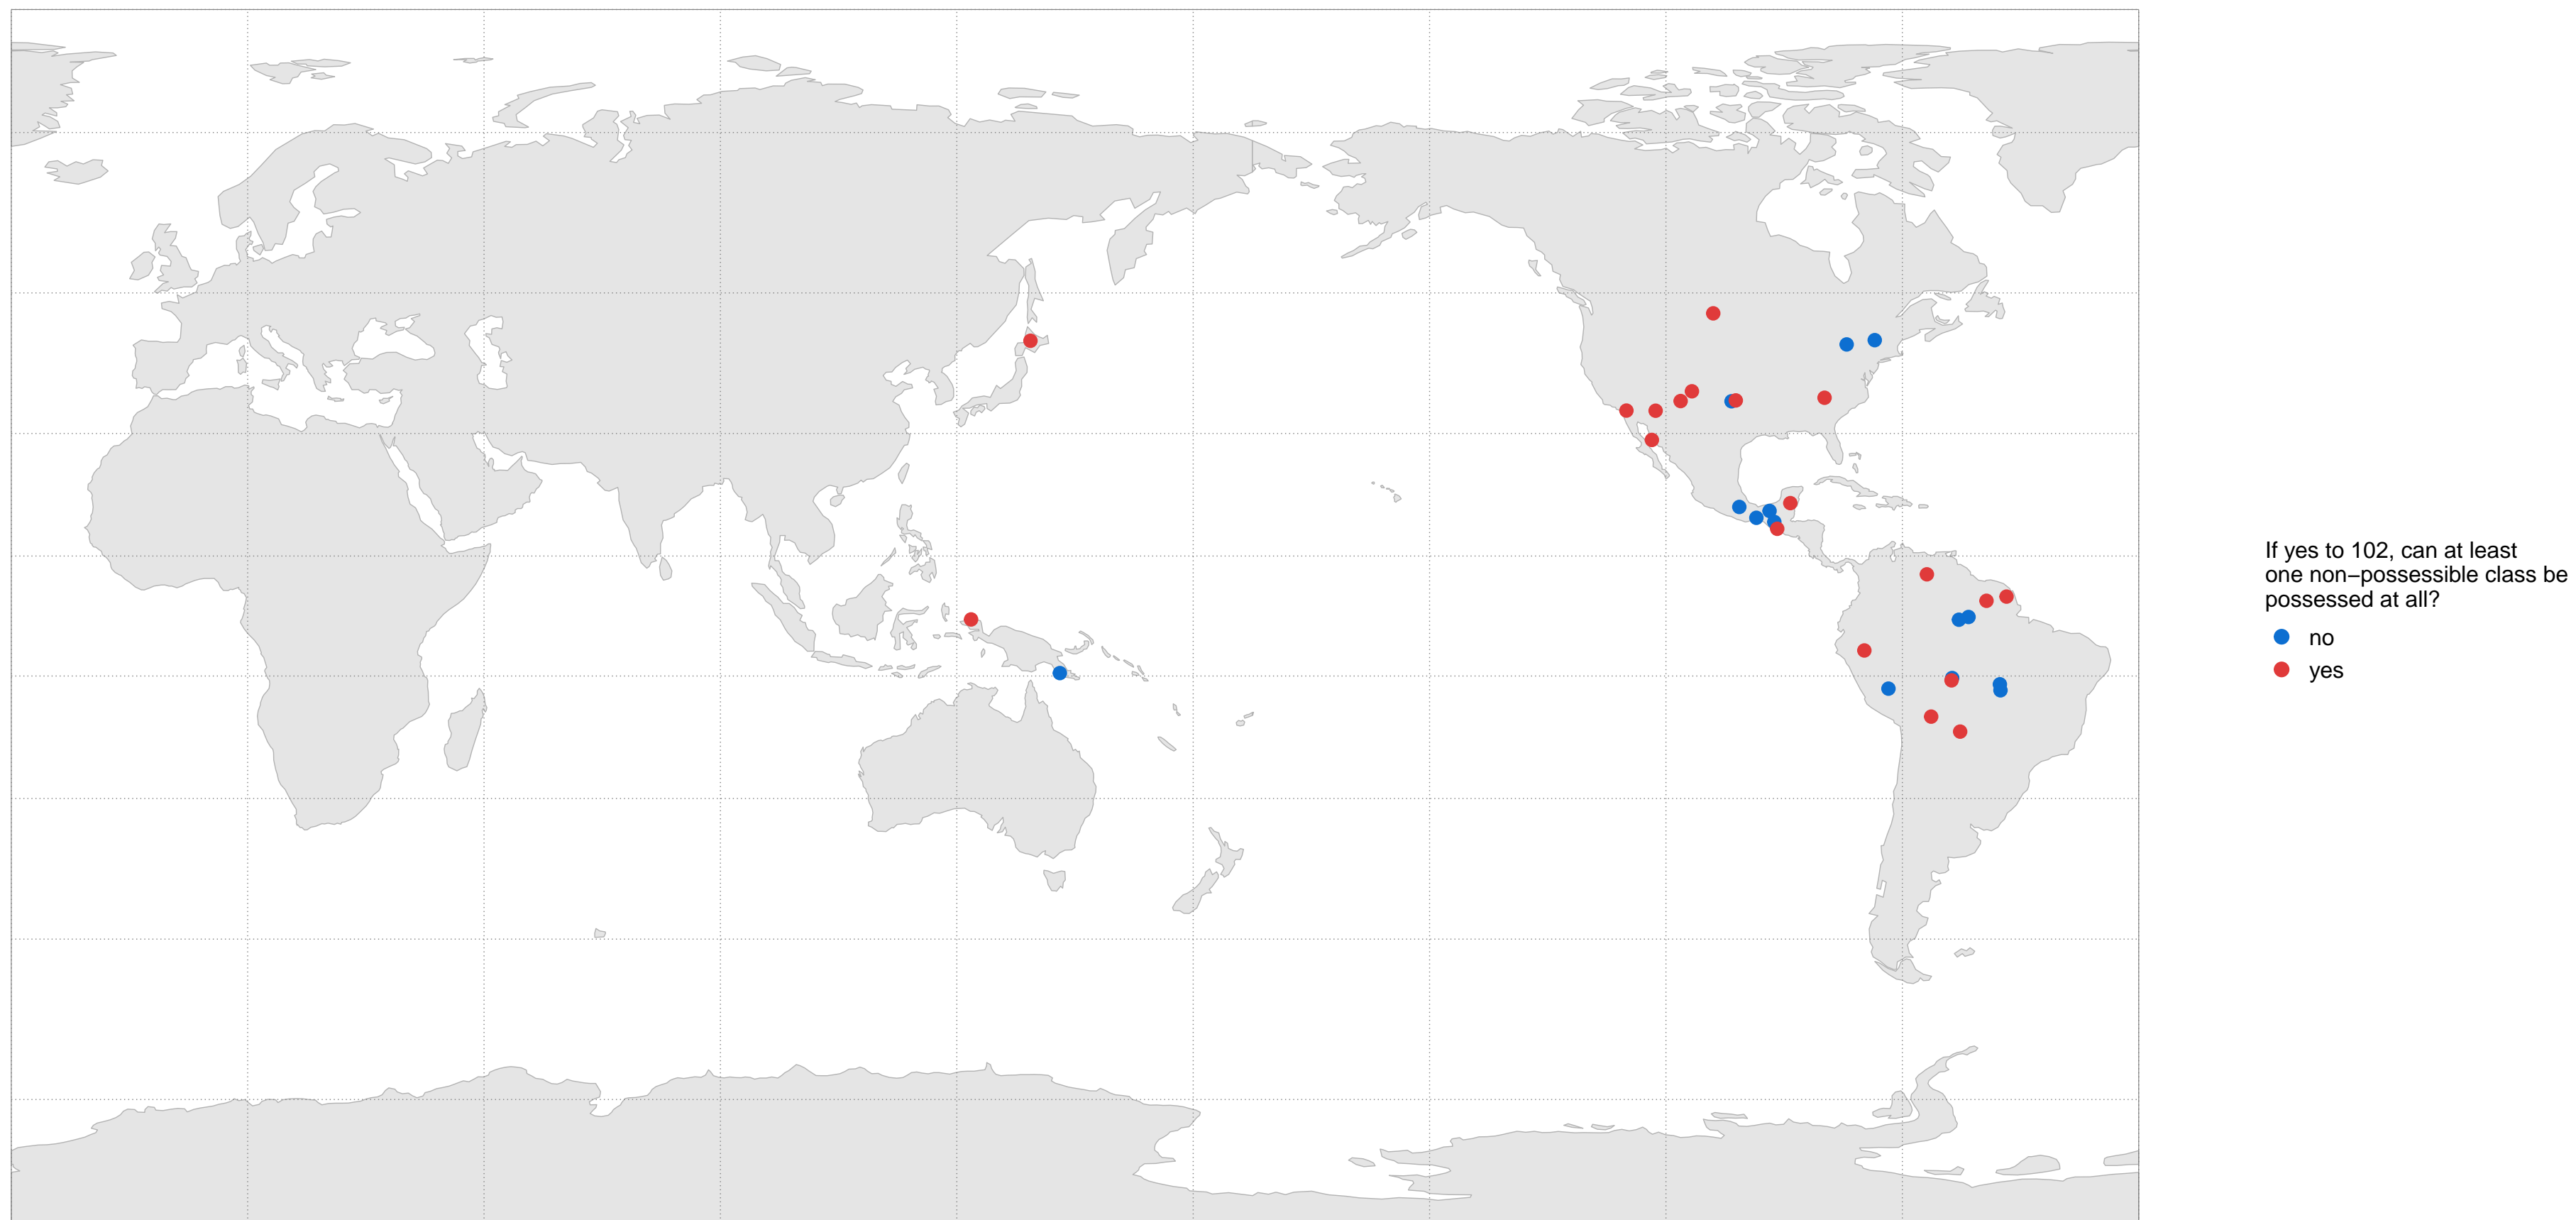 If yes to 102, can at least
one non−possessible class be
possessed at all?
no
yes